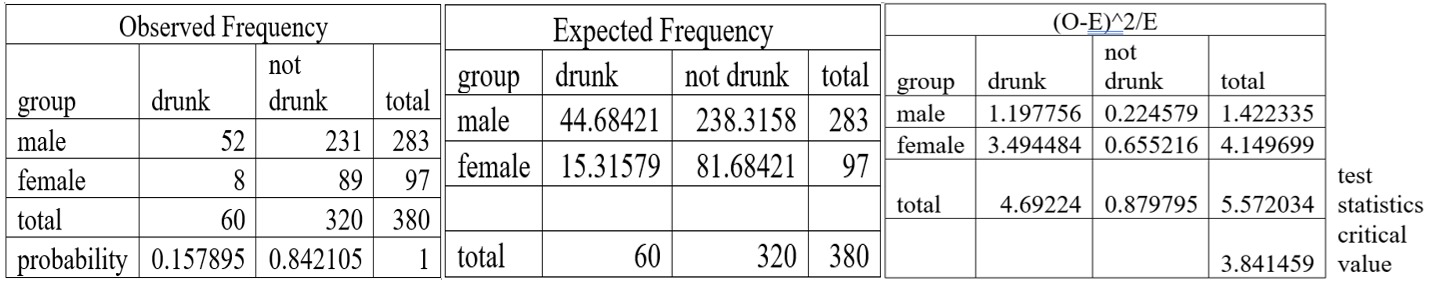 Observed Frequency
group drunk not drunk total
male 52 231 283
female 8 89 97
total 60 320 380
probability 0.157895 0.842105 1
Expected Frequency
group drunk not drunk total
male 44.68421 238.3158 283
female 15.31579 81.68421 97
total 60 320 380
(O-E)^2/E
group drunk not drunk total
male 1.197756 0.224579 1.422335
female 3.494484 0.655216 4.149699
total 4.69224 0.879795 5.572034 test statistics
3.841459 critical value